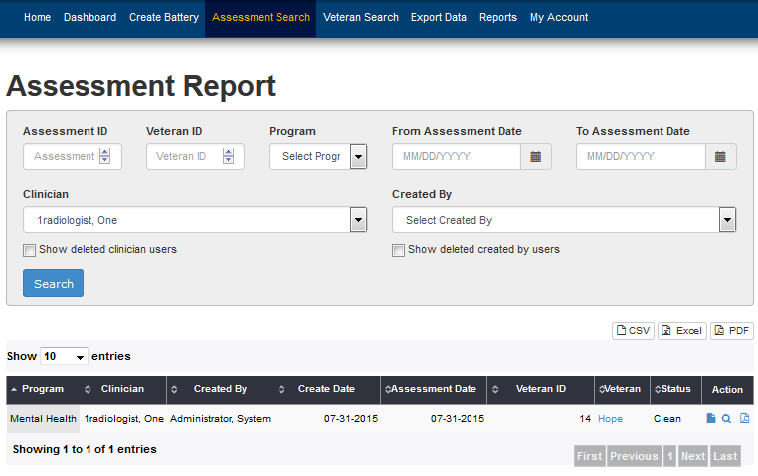 Home Dashboard Create Battery Assessment Search Veteran Search Export Data Reports My Account
Assessment Report
Assessment ID Veteran ID Program From Assessment Date To Assessment Date
Assessment Veteran ID Select Progr MM/DD/YYYY MM/DD/YYYY
Clinician Created By
1radiologist, One Select Created By
Show deleted clinician users Show deleted created by users
Search
CSV Excel PDF
Show 10 entries
Program Clinician Created By Create Date Assessment Date Veteran ID Veteran Status Action
Mental Health 1radiologist, One Administrator, System 07-31-2015 07-31-2015 14 Hope Clean
Showing 1 to 1 of 1 entries
First Previous 1 Next Last